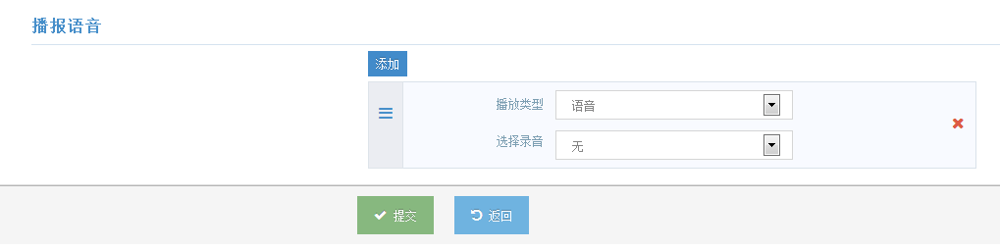 播报语音
添加
播放类型 语音
选择录音 无
提交 返回